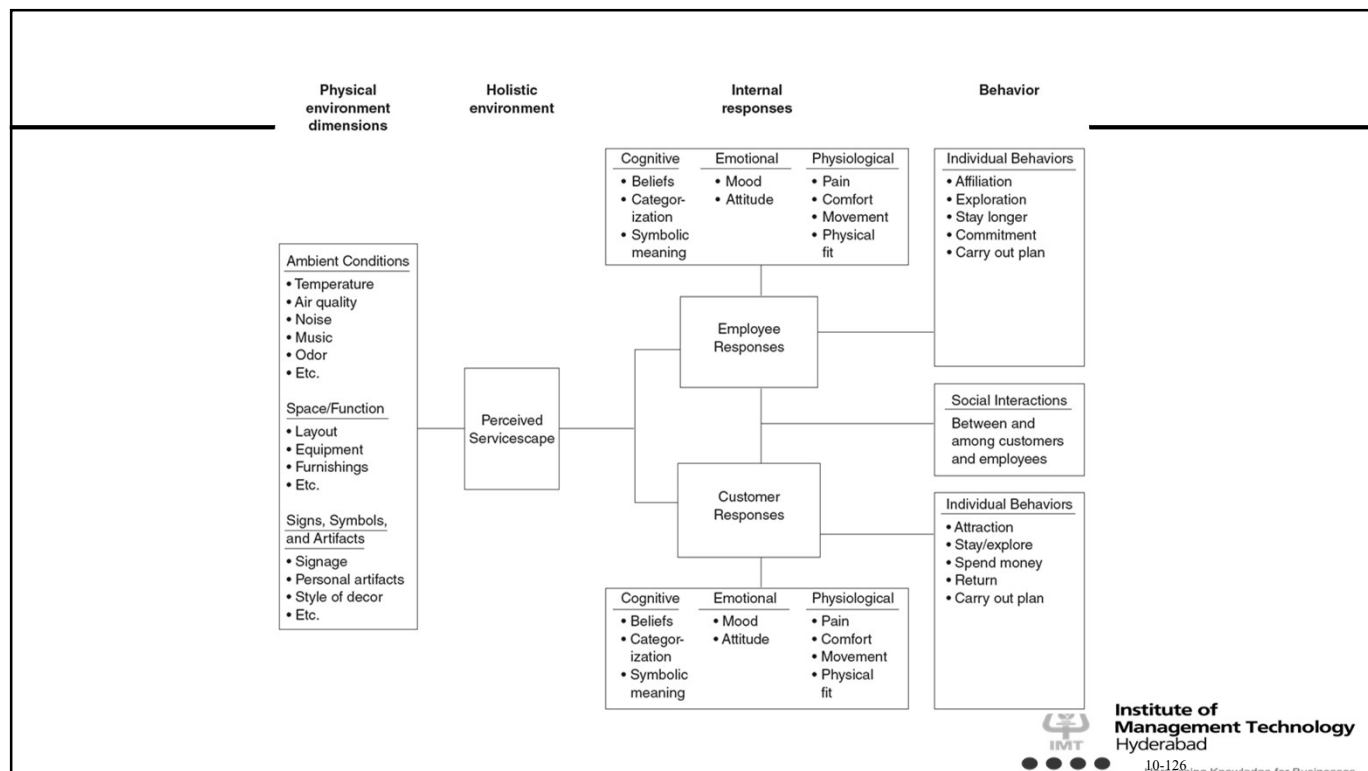 Physical
environment
dimensions
Holistic
environment
Internal
responses
Behavior
Ambient Conditions
• Temperature
• Air quality
• Noise
• Music
• Odor
• Etc.
Space/Function
• Layout
• Equipment
• Furnishings
• Etc.
Signs, Symbols,
and Artifacts
• Signage
• Personal artifacts
• Style of decor
• Etc.
Perceived
Servicescape
Cognitive
• Beliefs
• Categor-
ization
• Symbolic
meaning
Emotional
• Mood
• Attitude
Physiological
• Pain
• Comfort
• Movement
• Physical
fit
Employee
Responses
Customer
Responses
Cognitive
• Beliefs
• Categor-
ization
• Symbolic
meaning
Emotional
• Mood
• Attitude
Physiological
• Pain
• Comfort
• Movement
• Physical
fit
Individual Behaviors
• Affiliation
• Exploration
• Stay longer
• Commitment
• Carry out plan
Social Interactions
Between and
among customers
and employees
Individual Behaviors
• Attraction
• Stay/explore
• Spend money
• Return
• Carry out plan
IMT
Institute of
Management Technology
Hyderabad
10-126
Knowledge for Businesses